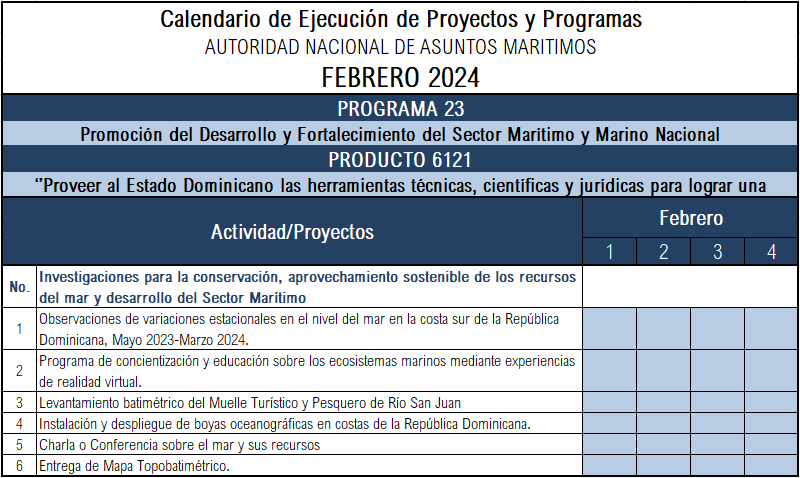 Calendario de Ejecución de Proyectos y Programas
AUTORIDAD NACIONAL DE ASUNTOS MARITIMOS
FEBRERO 2024
PROGRAMA 23
Promoción del Desarrollo y Fortalecimiento del Sector Marítimo y Marino Nacional
PRODUCTO 6121
“Proveer al Estado Dominicano las herramientas técnicas, científicas y jurídicas para lograr una
Actividad/Proyectos
Febrero
1 2 3 4
No. Investigaciones para la conservación, aprovechamiento sostenible de los recursos
del mar y desarrollo del Sector Marítimo
1 Observaciones de variaciones estacionales en el nivel del mar en la costa sur de la República
Dominicana, Mayo 2023-Marzo 2024.
2 Programa de concientización y educación sobre los ecosistemas marinos mediante experiencias
de realidad virtual.
3 Levantamiento batimétrico del Muelle Turístico y Pesquero de Río San Juan
4 Instalación y despliegue de boyas oceanográficas en costas de la República Dominicana.
5 Charla o Conferencia sobre el mar y sus recursos
6 Entrega de Mapa Topobatimétrico.